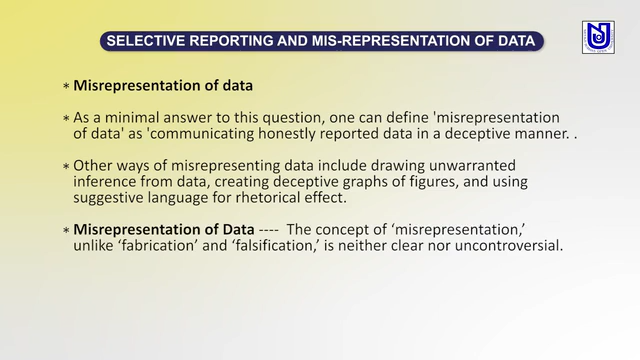 SELECTIVE REPORTING AND MIS-REPRESENTATION OF DATA
* Misrepresentation of data
* As a minimal answer to this question, one can define 'misrepresentation
of data' as 'communicating honestly reported data in a deceptive manner. .
* Other ways of misrepresenting data include drawing unwarranted
inference from data, creating deceptive graphs of figures, and using
suggestive language for rhetorical effect.
* Misrepresentation of Data ---- The concept of ‘misrepresentation,’
unlike ‘fabrication’ and ‘falsification,’ is neither clear nor uncontroversial.